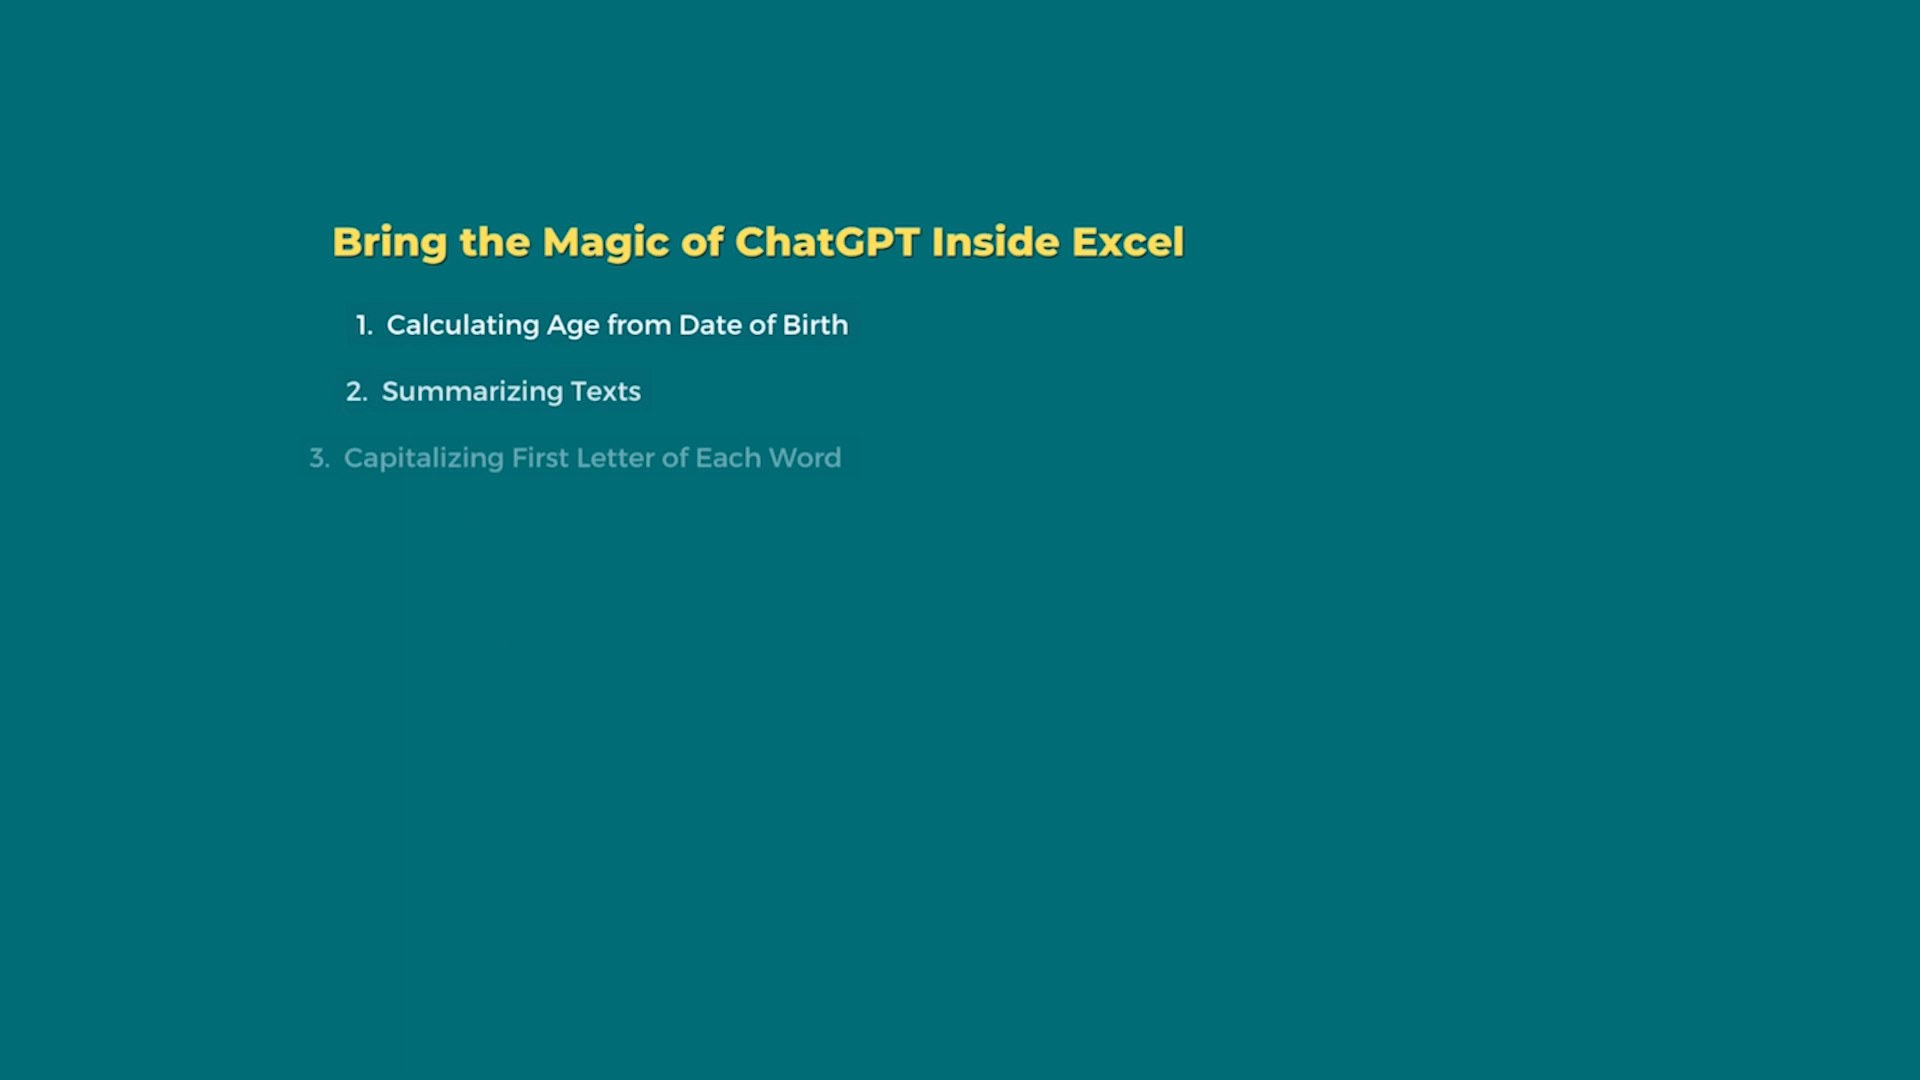 Bring the Magic of ChatGPT Inside Excel
1. Calculating Age from Date of Birth
2. Summarizing Texts
3. Capitalizing First Letter of Each Word